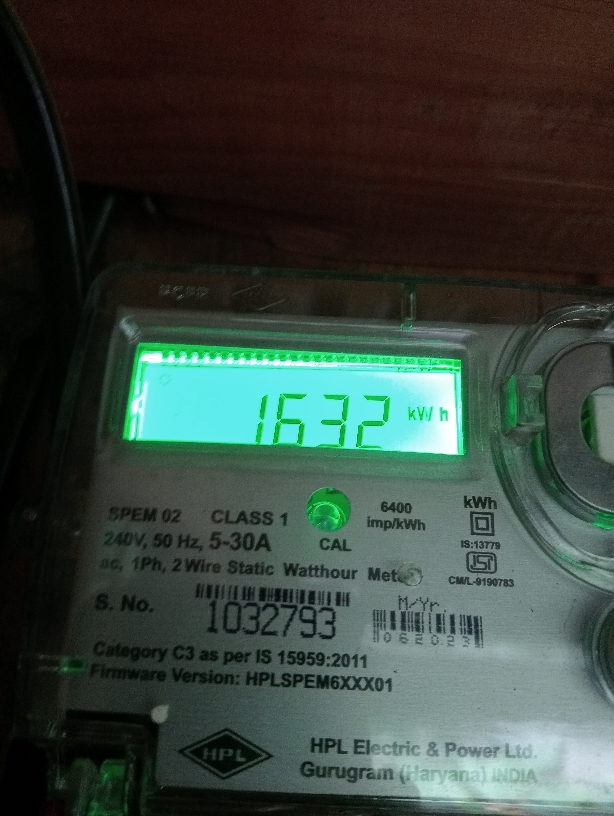 1632 kWh
SPEM 02 CLASS 1
6400
imp/kWh
kWh
240V, 50 Hz, 5-30A
CAL
IS:13779
ac, 1Ph, 2 Wire Static Watthour Meter
ISI
CM/L-9190783
S. No.
1032793
M/Yr.
062023
Category C3 as per IS 15959:2011
Firmware Version: HPLSPEM6XXX01
HPL
HPL Electric & Power Ltd.
Gurugram (Haryana) INDIA